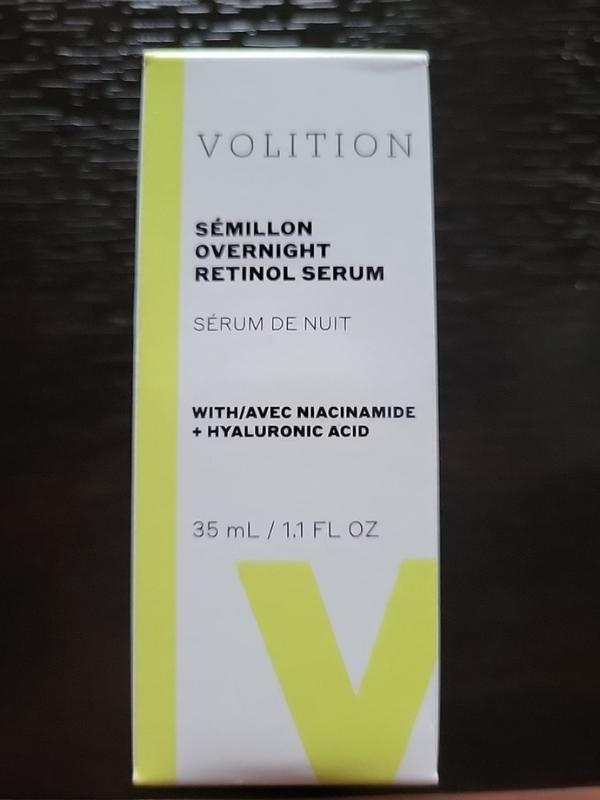 VOLITION
SÉMILLON
OVERNIGHT
RETINOL SERUM
SÉRUM DE NUIT
WITH/AVEC NIACINAMIDE
+ HYALURONIC ACID
35 mL / 1.1 FL OZ
V